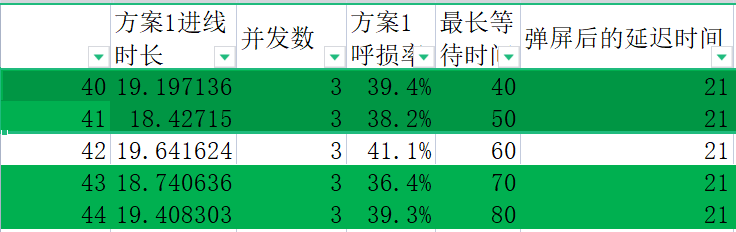 方案1进线时长 并发数 方案1呼损率 最长等待时间 弹屏后的延迟时间
40 19.197136 3 39.4% 40 21
41 18.42715 3 38.2% 50 21
42 19.641624 3 41.1% 60 21
43 18.740636 3 36.4% 70 21
44 19.408303 3 39.3% 80 21